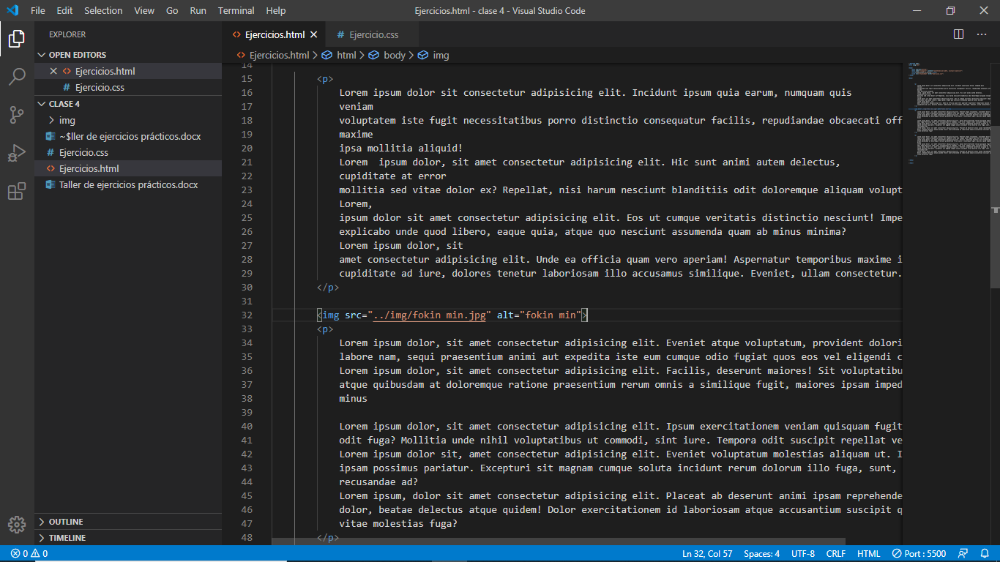 File Edit Selection View Go Run Terminal Help
Ejercicios.html - clase 4 - Visual Studio Code
EXPLORER
OPEN EDITORS
Ejercicios.html
Ejercicio.css
CLASE 4
img
~$ller de ejercicios prácticos.docx
Ejercicio.css
Ejercicios.html
Taller de ejercicios prácticos.docx
OUTLINE
TIMELINE
Ejercicios.html Ejercicio.css
Ejercicios.html > html > body > img
14
15 <p>
16 Lorem ipsum dolor sit consectetur adipisicing elit. Incidunt ipsum quia earum, numquam quis
17 veniam
18 voluptatem iste fugit necessitatibus porro distinctio consequatur facilis, repudiandae obcaecati off
19 maxime
20 ipsa mollitia aliquid!
21 Lorem  ipsum dolor, sit amet consectetur adipisicing elit. Hic sunt animi autem delectus,
22 cupiditate at error
23 mollitia sed vitae dolor ex? Repellat, nisi harum nesciunt blanditiis odit doloremque aliquam volupt
24 Lorem,
25 ipsum dolor sit amet consectetur adipisicing elit. Eos ut cumque veritatis distinctio nesciunt! Impe
26 explicabo unde quod libero, eaque quia, atque quo nesciunt assumenda quam ab minus minima?
27 Lorem ipsum dolor, sit
28 amet consectetur adipisicing elit. Unde ea officia quam vero aperiam! Aspernatur temporibus maxime i
29 cupiditate ad iure, dolores tenetur laboriosam illo accusamus similique. Eveniet, ullam consectetur.
30 </p>
31
32 <img src="../img/fokin min.jpg" alt="fokin min">
33 <p>
34 Lorem ipsum dolor, sit amet consectetur adipisicing elit. Eveniet atque voluptatum, provident dolori
35 labore nam, sequi praesentium animi aut expedita iste eum cumque odio fugiat quos eos vel eligendi c
36 Lorem ipsum dolor, sit amet consectetur adipisicing elit. Facilis, deserunt maiores! Sit voluptatibu
37 atque quibusdam at doloremque ratione praesentium rerum omnis a similique fugit, maiores ipsam imped
38 minus
39
40 Lorem ipsum dolor, sit amet consectetur adipisicing elit. Ipsum exercitationem veniam quisquam fugit
41 odit fuga? Mollitia unde nihil voluptatibus ut commodi, sint iure. Tempora odit suscipit repellat ve
42 Lorem ipsum dolor sit, amet consectetur adipisicing elit. Eveniet voluptatum molestias aliquam ut. I
43 ipsam possimus pariatur. Excepturi sit magnam cumque soluta incidunt rerum dolorum illo fuga, sunt,
44 recusandae ad?
45 Lorem ipsum, dolor sit amet consectetur adipisicing elit. Placeat ab deserunt animi ipsam reprehende
46 dolor, beatae delectus atque quidem! Dolor exercitationem id laboriosam atque accusantium suscipit q
47 vitae molestias fuga?
48 </p>
0 0 Ln 32, Col 57 Spaces: 4 UTF-8 CRLF HTML Port : 5500